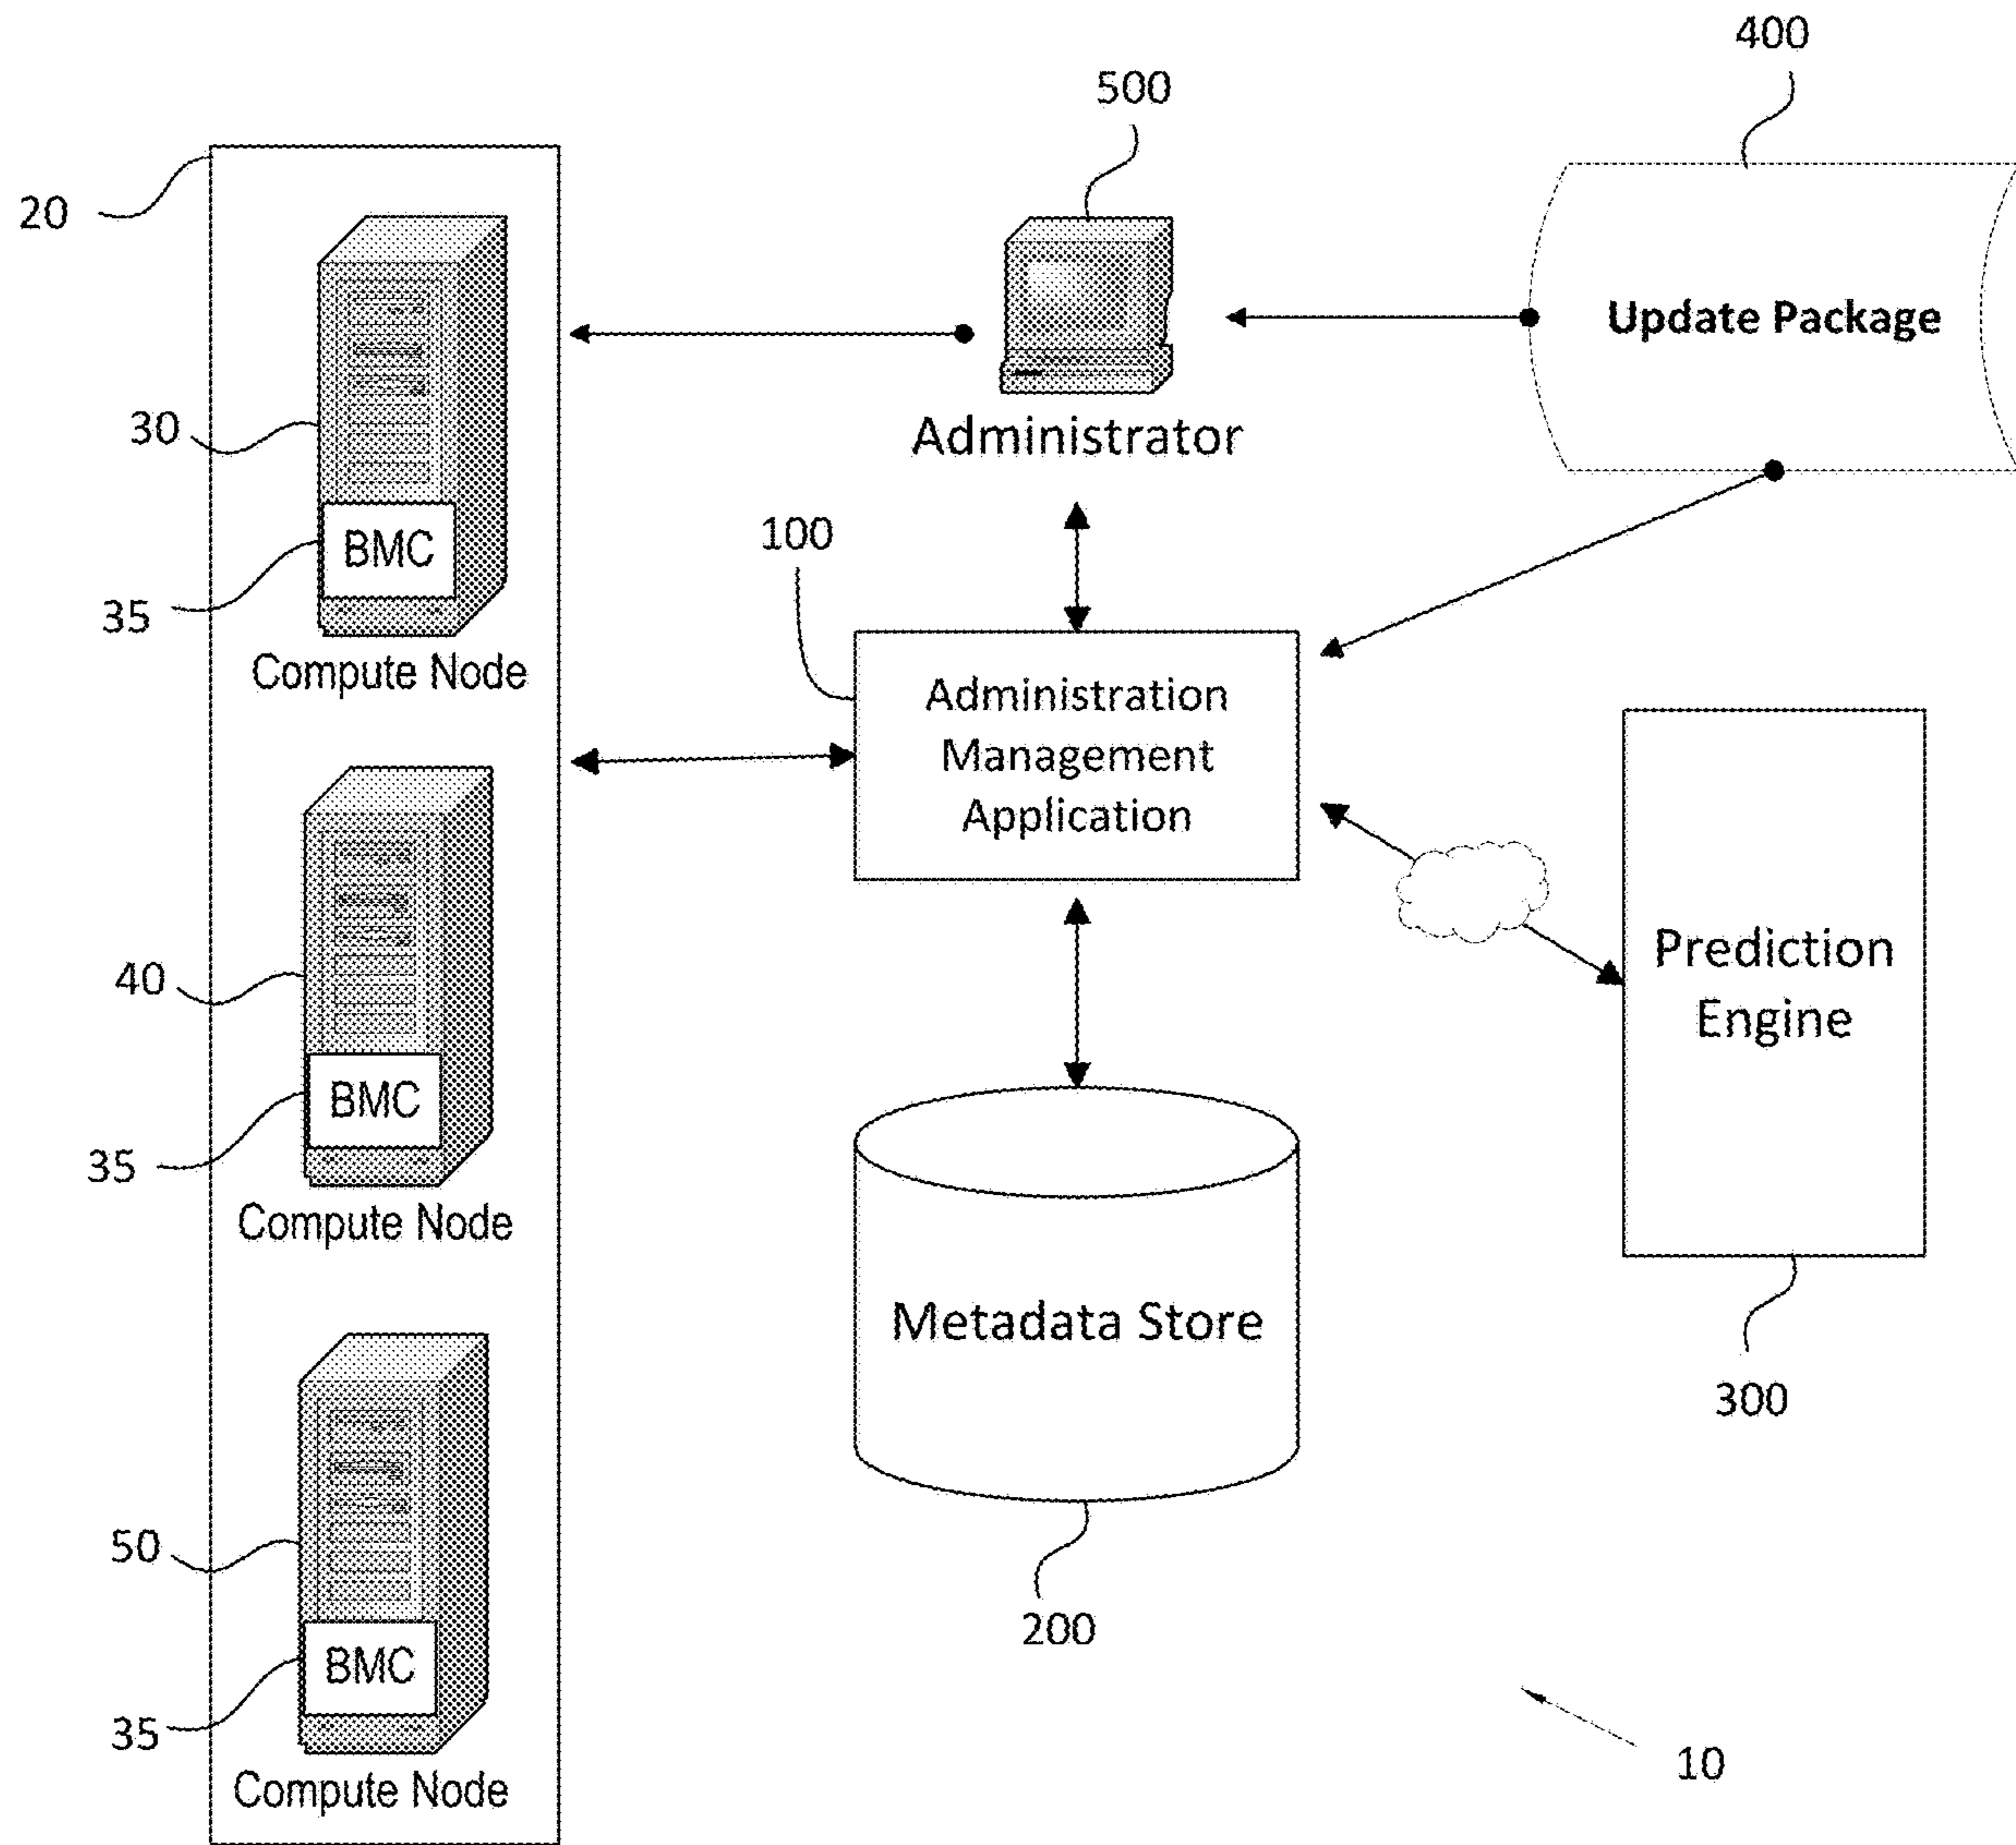 400
500
20
Update Package
30
Administrator
BMC
100
35
Compute Node
Administration
Management
Application
Prediction
Engine
40
BMC
35
Compute Node
Metadata Store
300
50
200
BMC
35
10
Compute Node